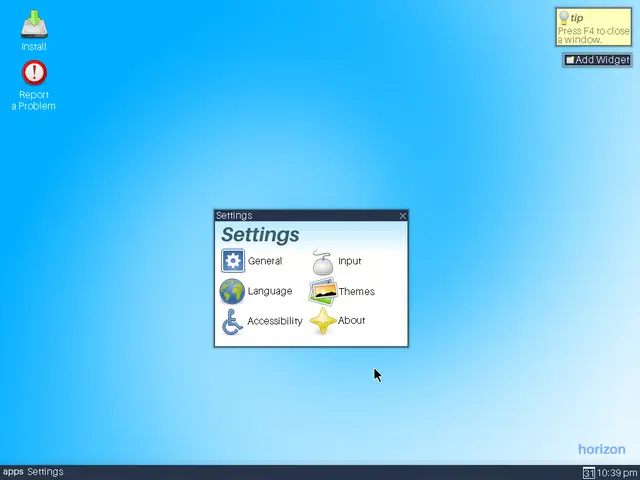 Install
Report
a Problem
tip
Press F4 to close
a window.
Add Widget
Settings
Settings
General
Input
Language
Themes
Accessibility
About
horizon
apps Settings
31 10:39 pm